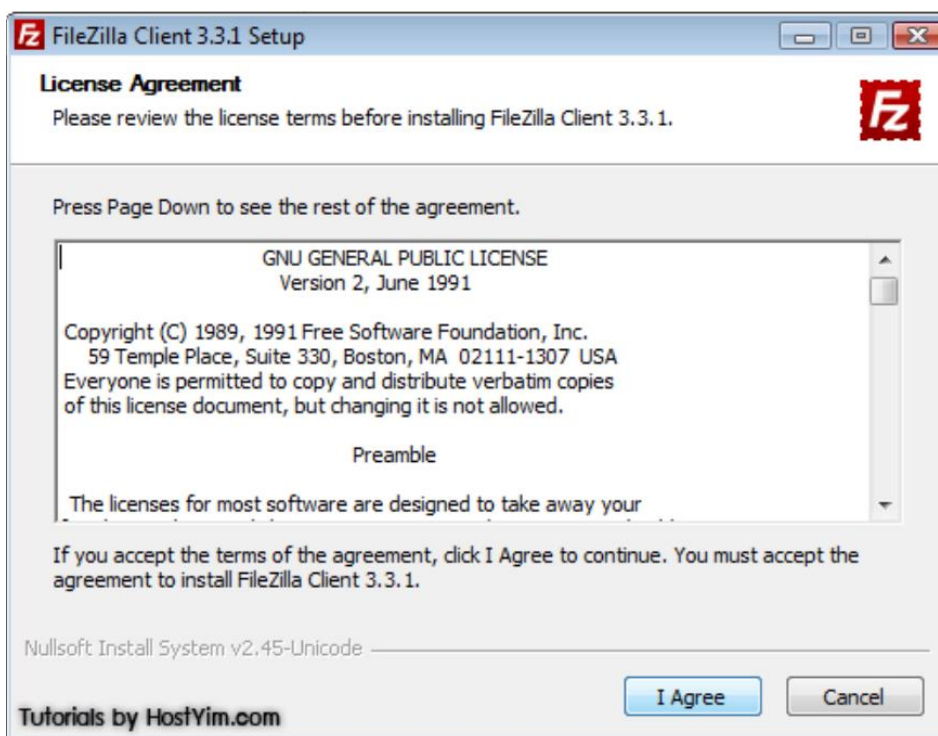 FZ FileZilla Client 3.3.1 Setup
License Agreement
Please review the license terms before installing FileZilla Client 3.3.1.
FZ
Press Page Down to see the rest of the agreement.
GNU GENERAL PUBLIC LICENSE
Version 2, June 1991
Copyright (C) 1989, 1991 Free Software Foundation, Inc.
59 Temple Place, Suite 330, Boston, MA 02111-1307 USA
Everyone is permitted to copy and distribute verbatim copies
of this license document, but changing it is not allowed.
Preamble
The licenses for most software are designed to take away your
If you accept the terms of the agreement, click I Agree to continue. You must accept the
agreement to install FileZilla Client 3.3.1.
Nullsoft Install System v2.45-Unicode
I Agree Cancel
Tutorials by HostYim.com